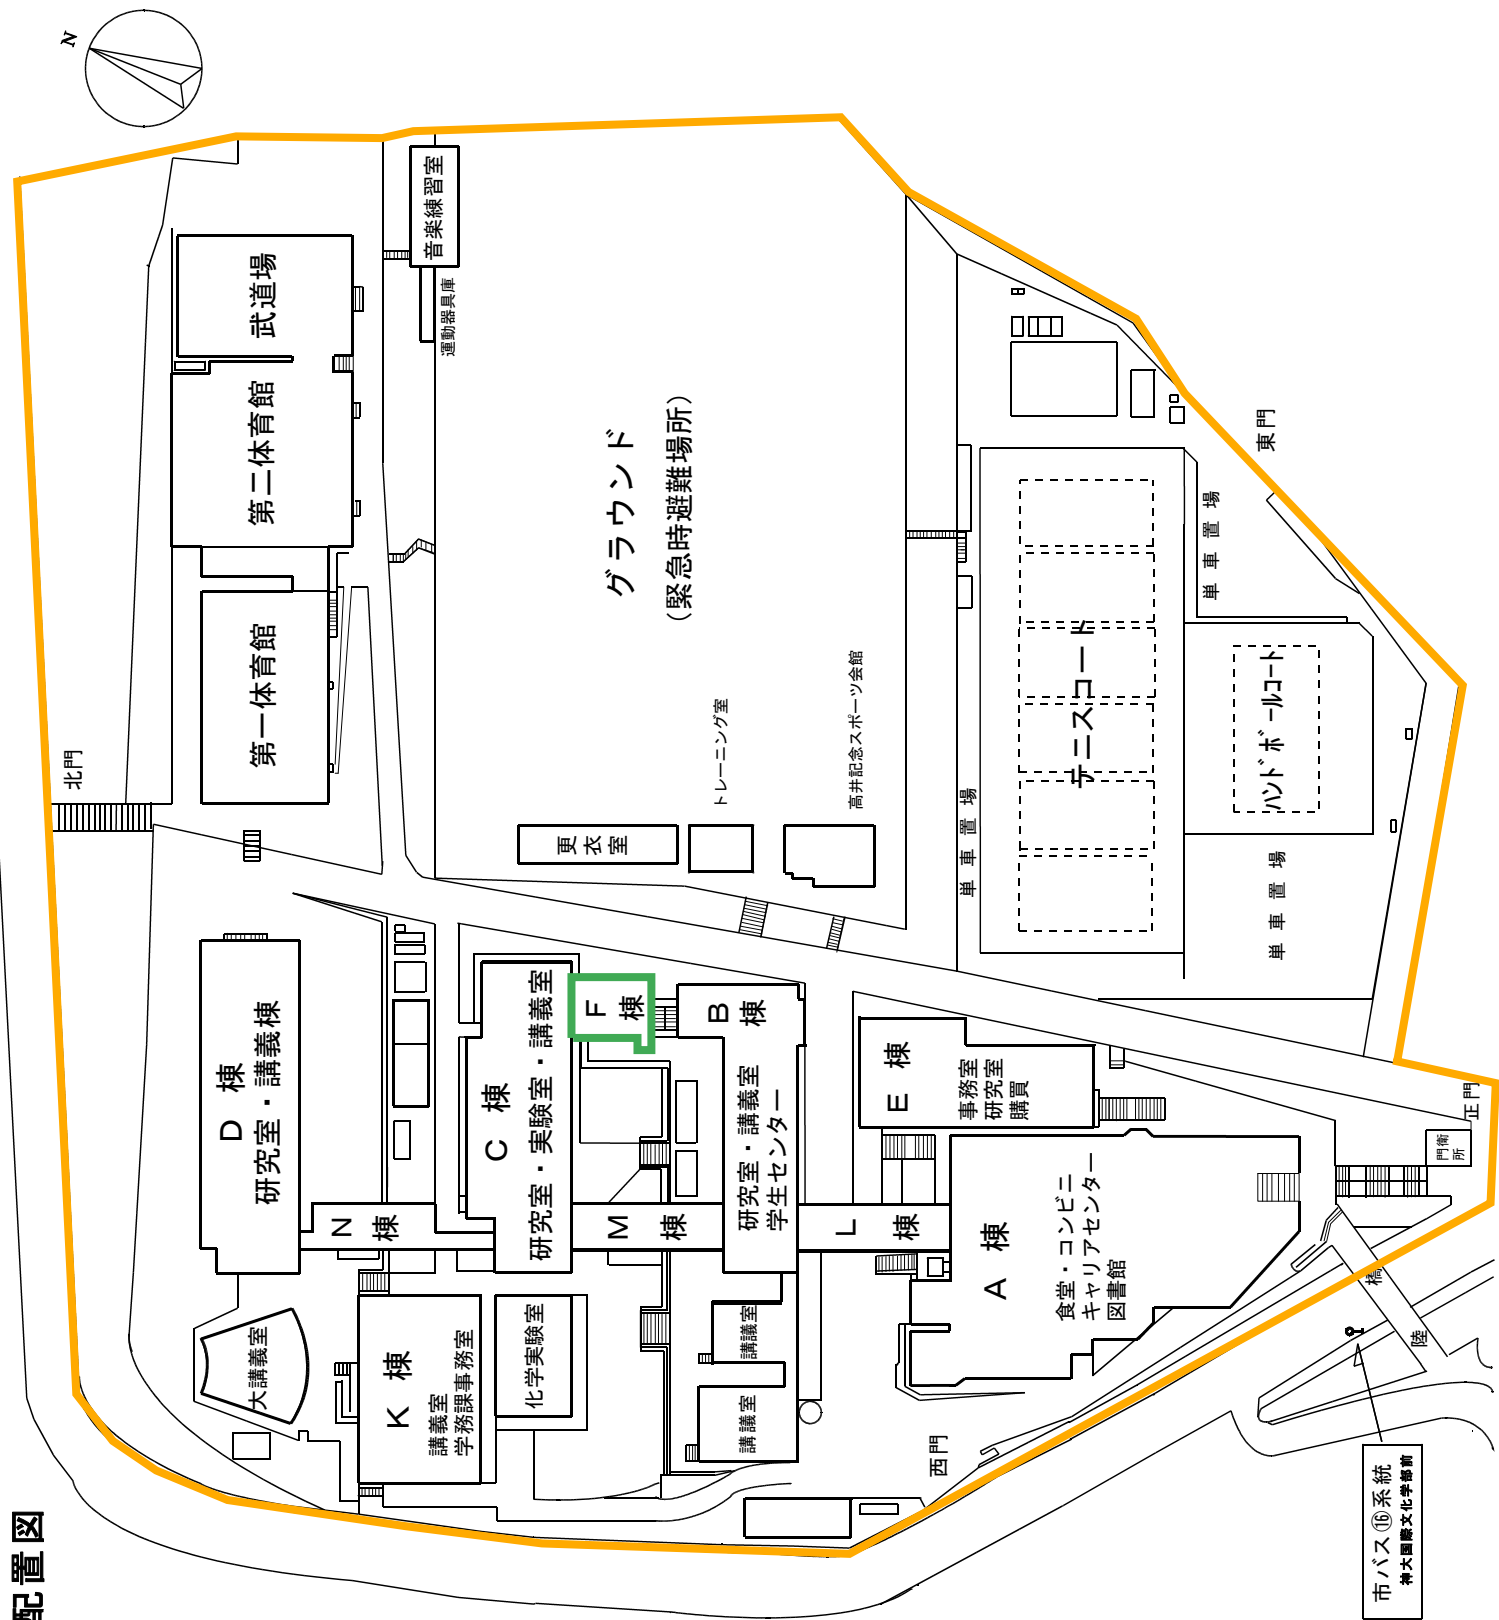 配置図
N
北門
武道場
第二体育館
第一体育館
音楽練習室
運動器具庫
グラウンド
（緊急時避難場所）
更衣室
トレーニング室
高井記念スポーツ会館
テニスコート
ハンドボールコート
単車置場
単車置場
単車置場
東門
D棟
研究室・講義棟
N棟
大講義室
K棟
講義室
学務課事務室
C棟
研究室・実験室・講義室
化学実験室
F棟
M棟
B棟
研究室・講義室
学生センター
講議室
講議室
L棟
E棟
事務室
研究室
購買
A棟
食堂・コンビニ
キャリアセンター
図書館
西門
正門
門衛所
陸橋
市バス⑯系統
神大国際文化学部前